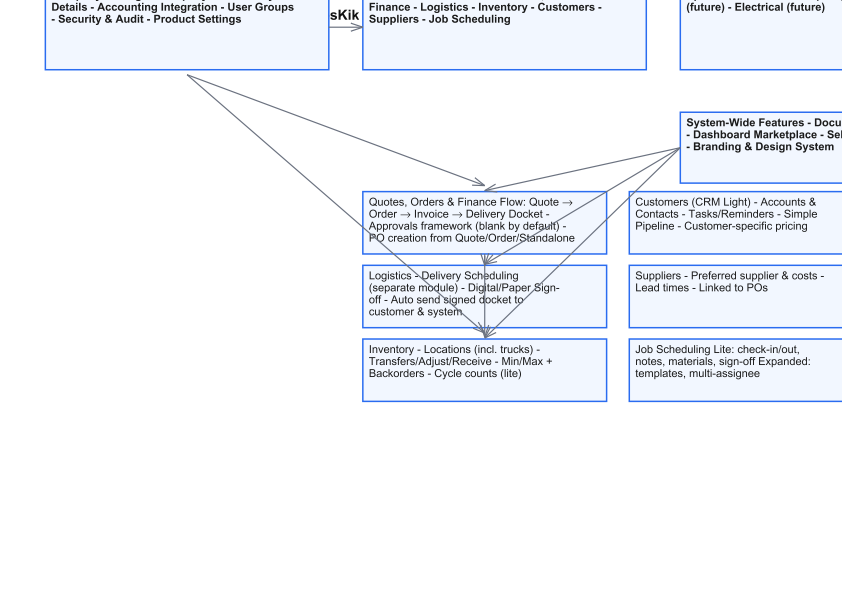 Details - Accounting Integration - User Groups
- Security & Audit - Product Settings
sKik
Finance - Logistics - Inventory - Customers -
Suppliers - Job Scheduling
(future) - Electrical (future)
System-Wide Features - Docu
- Dashboard Marketplace - Sel
- Branding & Design System
Quotes, Orders & Finance Flow: Quote →
Order → Invoice → Delivery Docket -
Approvals framework (blank by default) -
PO creation from Quote/Order/Standalone
Customers (CRM Light) - Accounts &
Contacts - Tasks/Reminders - Simple
Pipeline - Customer-specific pricing
Logistics - Delivery Scheduling
(separate module) - Digital/Paper Sign-
off - Auto send signed docket to
customer & system
Suppliers - Preferred supplier & costs -
Lead times - Linked to POs
Inventory - Locations (incl. trucks) -
Transfers/Adjust/Receive - Min/Max +
Backorders - Cycle counts (lite)
Job Scheduling Lite: check-in/out,
notes, materials, sign-off Expanded:
templates, multi-assignee